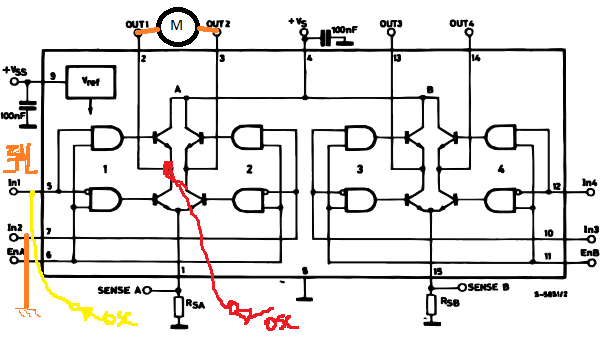 OUT1 M OUT2 +Vs 100nF OUT3 OUT4
2 3 4 13 14
+VSS 9 Vref A B
100nF
1 2 3 4
In1 5 12 In4
In2 7 10 In3
EnA 6 11 EnB
1 8 15
SENSE A RSA OSC OSC SENSE B RSB S-5851/2